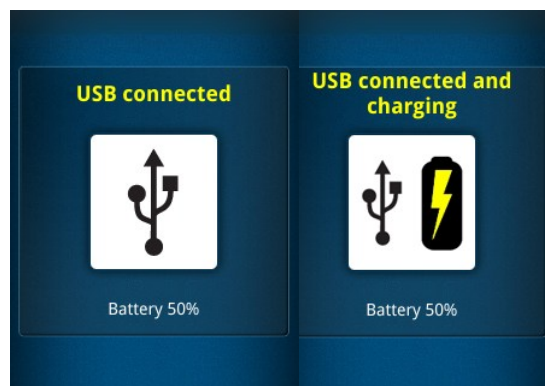 USB connected
Battery 50%
USB connected and
charging
Battery 50%